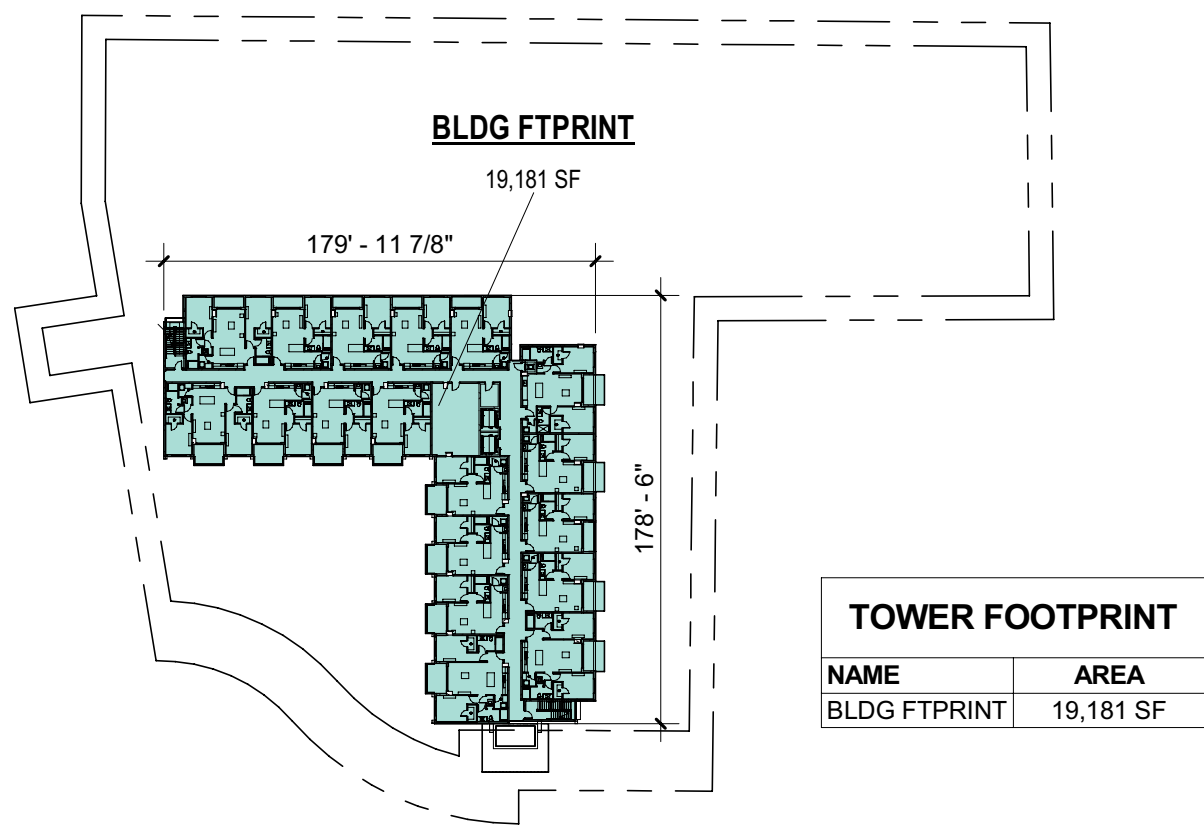 BLDG FTPRINT
19,181 SF
179' - 11 7/8"
178' - 6"
TOWER FOOTPRINT
NAME AREA
BLDG FTPRINT 19,181 SF